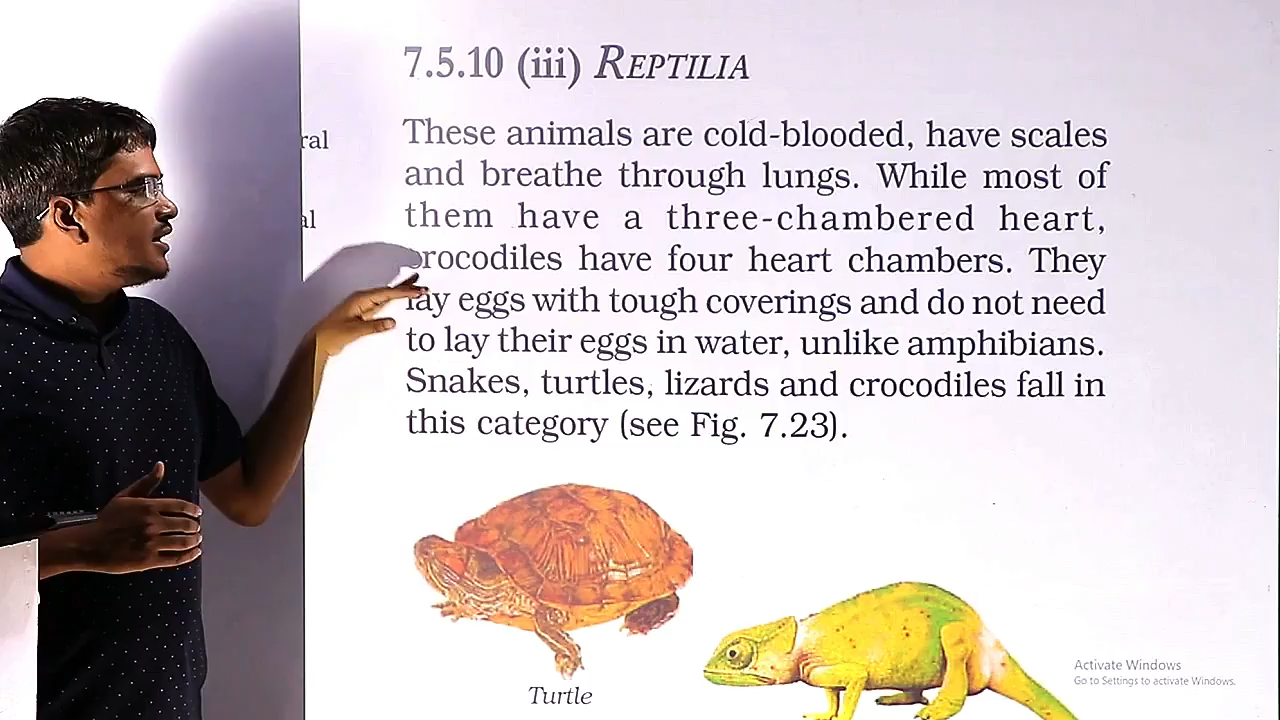 7.5.10 (iii) REPTILIA
ral
These animals are cold-blooded, have scales
and breathe through lungs. While most of
al
them have a three-chambered heart,
crocodiles have four heart chambers. They
lay eggs with tough coverings and do not need
to lay their eggs in water, unlike amphibians.
Snakes, turtles, lizards and crocodiles fall in
this category (see Fig. 7.23).
Turtle
Activate Windows
Go to Settings to activate Windows.